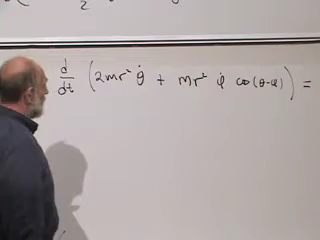 d/dt (2mr² θ̇ + mr² φ̇ cos(θ-φ)) =